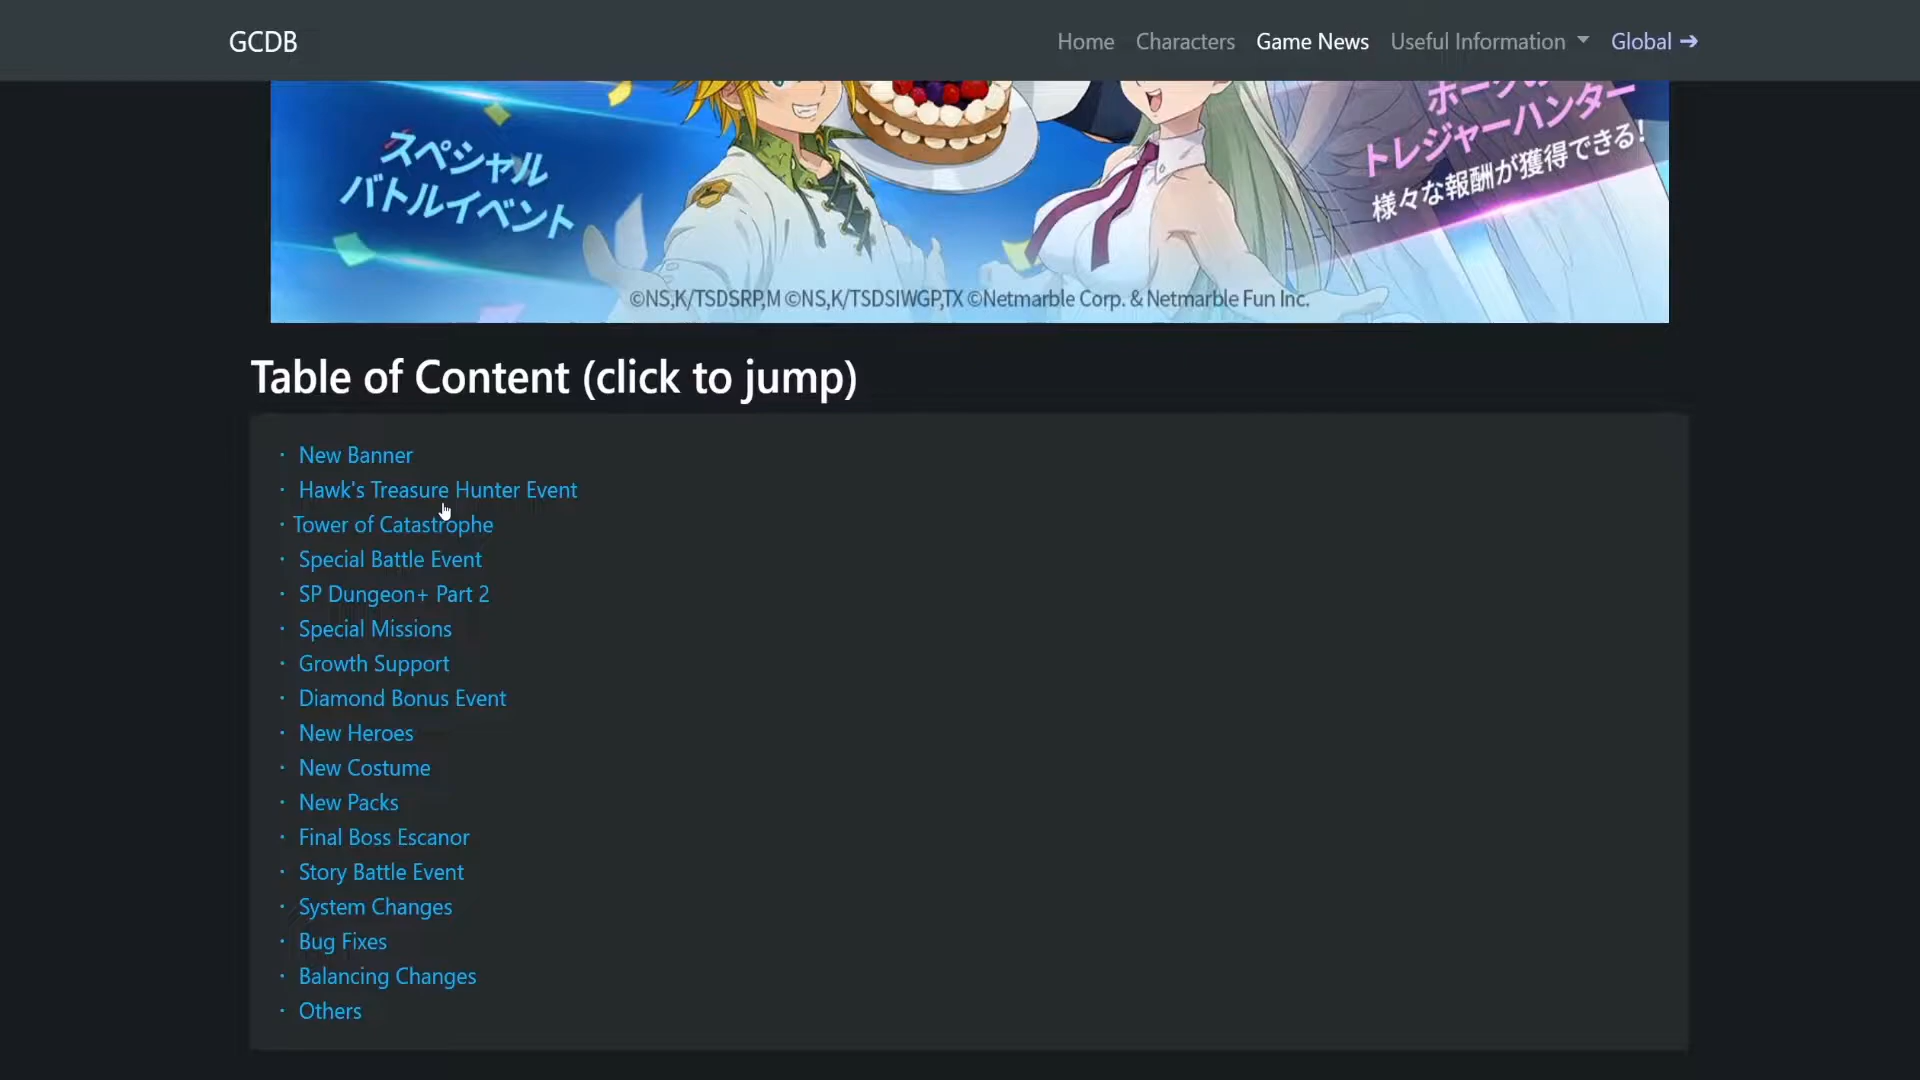 GCDB
Home Characters Game News Useful Information Global ➔
スペシャル
バトルイベント
トレジャーハンター
様々な報酬が獲得できる!
©NS,K/TSDSRP,M ©NS,K/TSDSIWGP,TX ©Netmarble Corp. & Netmarble Fun Inc.
Table of Content (click to jump)
· New Banner
· Hawk's Treasure Hunter Event
· Tower of Catastrophe
· Special Battle Event
· SP Dungeon+ Part 2
· Special Missions
· Growth Support
· Diamond Bonus Event
· New Heroes
· New Costume
· New Packs
· Final Boss Escanor
· Story Battle Event
· System Changes
· Bug Fixes
· Balancing Changes
· Others